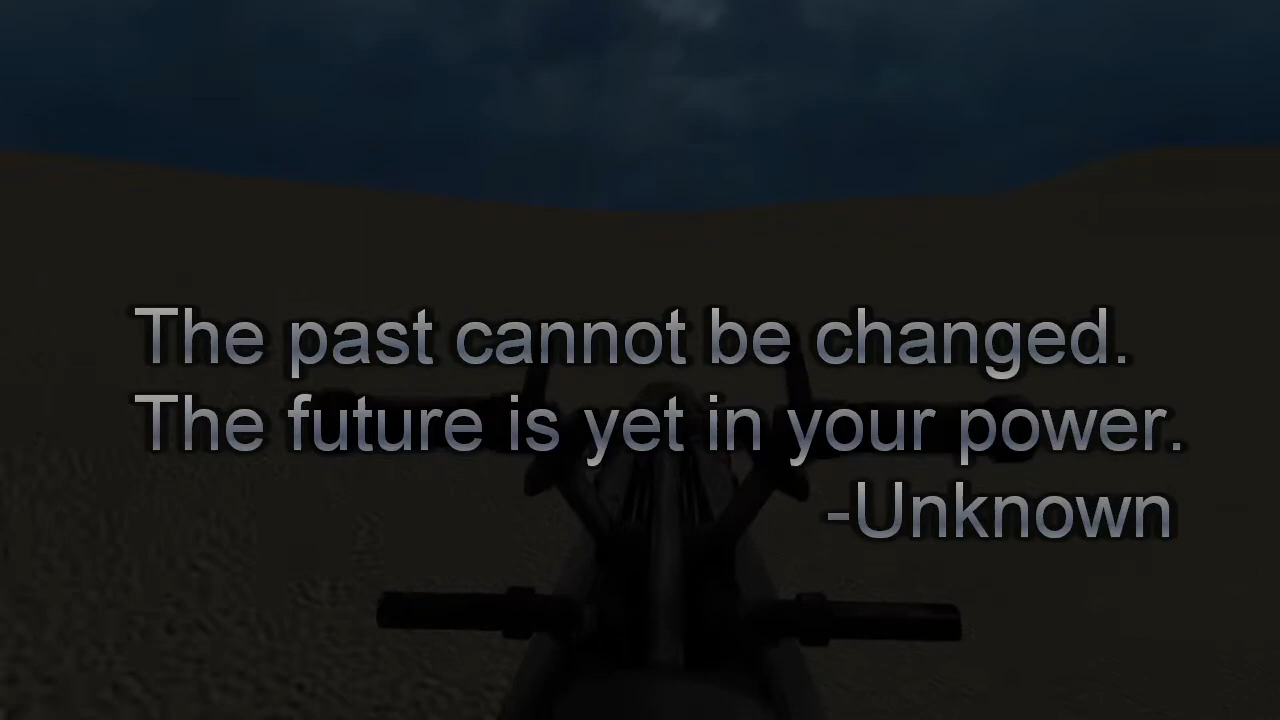 The past cannot be changed.
The future is yet in your power.
-Unknown